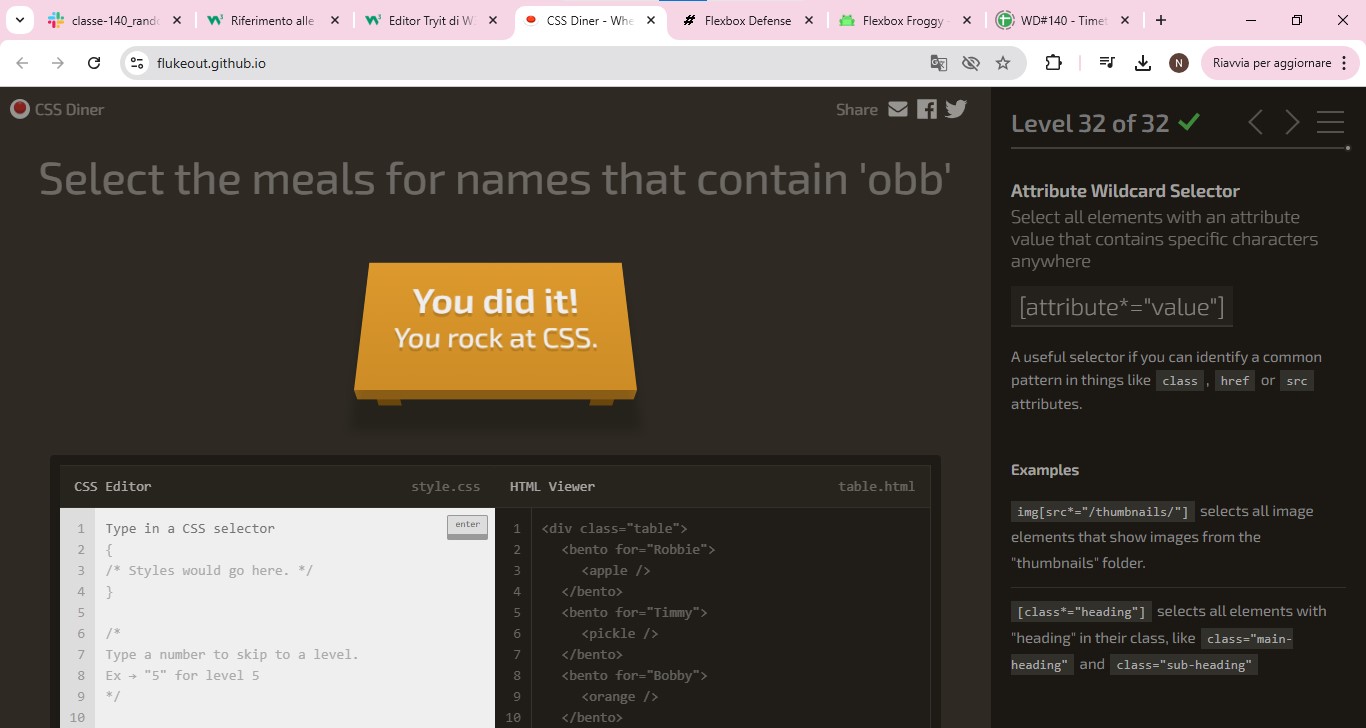 classe-140_rand
Riferimento alle
Editor Tryit di W
CSS Diner - Whe
Flexbox Defense
Flexbox Froggy
WD#140 - Timet
flukeout.github.io
N
Riavvia per aggiornare
CSS Diner
Share
Select the meals for names that contain 'obb'
You did it!
You rock at CSS.
CSS Editor
style.css
HTML Viewer
table.html
1
2
3
4
5
6
7
8
9
10
Type in a CSS selector
enter
{
/* Styles would go here. */
}
/*
Type a number to skip to a level.
Ex → "5" for level 5
*/
1 <div class="table">
2 <bento for="Robbie">
3 <apple />
4 </bento>
5 <bento for="Timmy">
6 <pickle />
7 </bento>
8 <bento for="Bobby">
9 <orange />
10 </bento>
Level 32 of 32
Attribute Wildcard Selector
Select all elements with an attribute
value that contains specific characters
anywhere
[attribute*="value"]
A useful selector if you can identify a common
pattern in things like class , href or src
attributes.
Examples
img[src*="/thumbnails/"] selects all image
elements that show images from the
"thumbnails" folder.
[class*="heading"] selects all elements with
"heading" in their class, like class="main-
heading" and class="sub-heading"